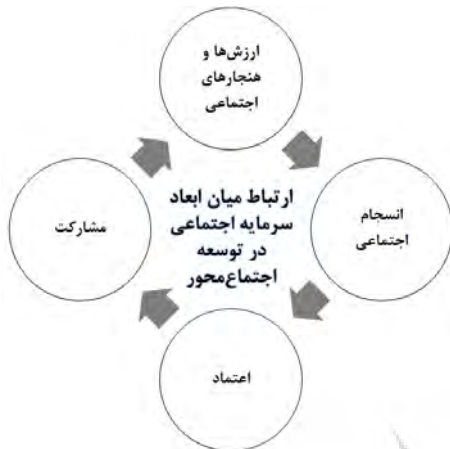 ارزش‌ها و
هنجارهای
اجتماعی
انسجام
اجتماعی
اعتماد
مشارکت
ارتباط میان ابعاد
سرمایه اجتماعی
در توسعه
اجتماع‌محور